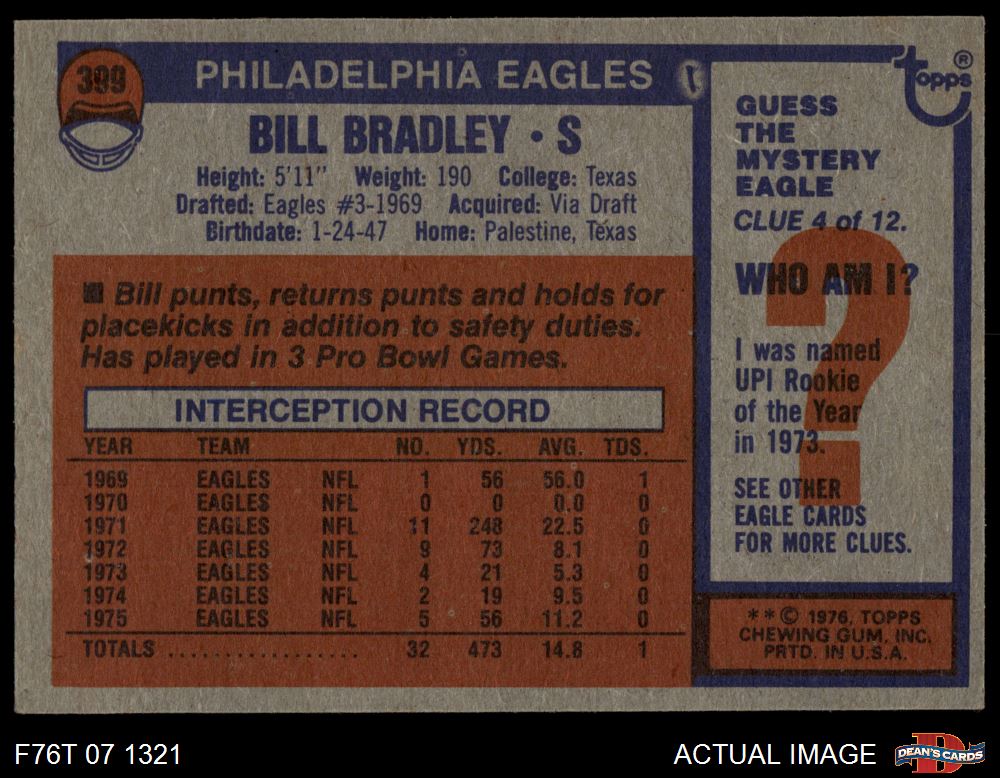 399
PHILADELPHIA EAGLES
BILL BRADLEY • S
Height: 5'11" Weight: 190 College: Texas
Drafted: Eagles #3-1969 Acquired: Via Draft
Birthdate: 1-24-47 Home: Palestine, Texas
■ Bill punts, returns punts and holds for
placekicks in addition to safety duties.
Has played in 3 Pro Bowl Games.
INTERCEPTION RECORD
YEAR TEAM NO. YDS. AVG. TDS.
1969 EAGLES NFL 1 56 56.0 1
1970 EAGLES NFL 0 0 0.0 0
1971 EAGLES NFL 11 248 22.5 0
1972 EAGLES NFL 9 73 8.1 0
1973 EAGLES NFL 4 21 5.3 0
1974 EAGLES NFL 2 19 9.5 0
1975 EAGLES NFL 5 56 11.2 0
TOTALS .................. 32 473 14.8 1
topps ®
GUESS
THE
MYSTERY
EAGLE
CLUE 4 of 12.
WHO AM I?
?
I was named
UPI Rookie
of the Year
in 1973.
SEE OTHER
EAGLE CARDS
FOR MORE CLUES.
** © 1976, TOPPS
CHEWING GUM, INC.
PRTD. IN U.S.A.
F76T 07 1321
ACTUAL IMAGE
D
DEAN'S CARDS